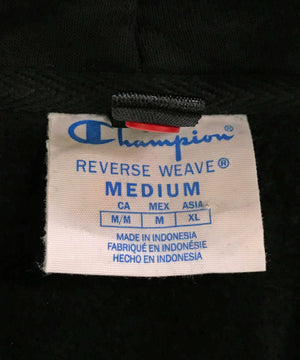 Champion
REVERSE WEAVE®
MEDIUM
CA MEX ASIA
M/M M XL
MADE IN INDONESIA
FABRIQUÉ EN INDONÉSIE
HECHO EN INDONESIA